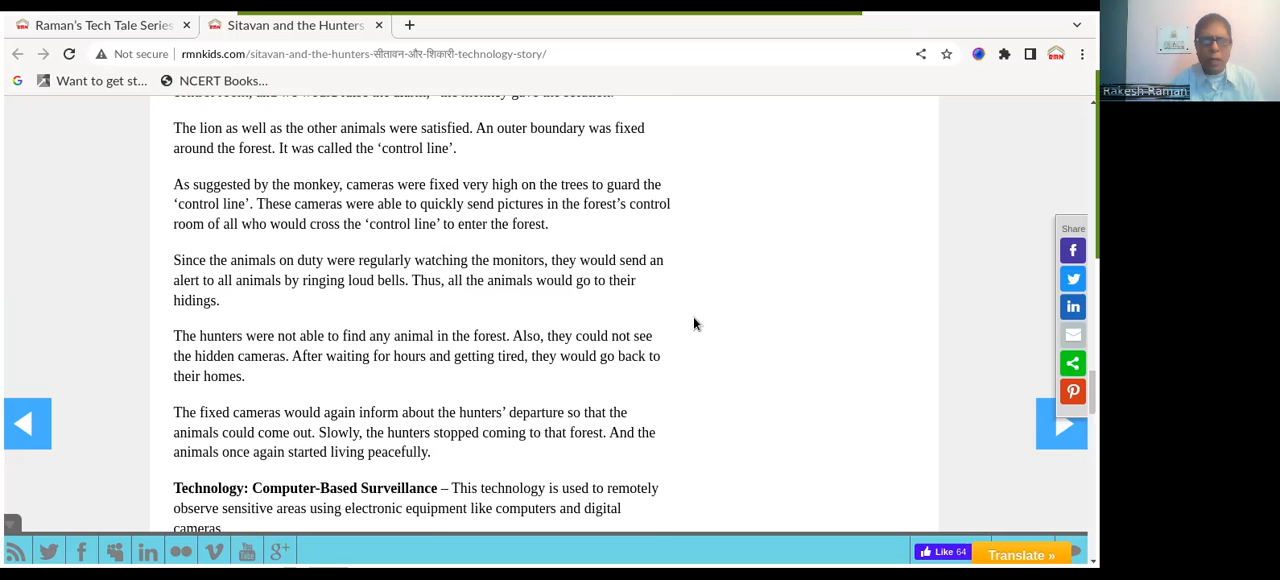 Raman's Tech Tale Series
Sitavan and the Hunters
Not secure
rmnkids.com/sitavan-and-the-hunters-सीतावन-और-शिकारी-technology-story/
Want to get st...
NCERT Books...
RMN
Rakesh Raman
The lion as well as the other animals were satisfied. An outer boundary was fixed
around the forest. It was called the ‘control line’.
As suggested by the monkey, cameras were fixed very high on the trees to guard the
‘control line’. These cameras were able to quickly send pictures in the forest’s control
room of all who would cross the ‘control line’ to enter the forest.
Since the animals on duty were regularly watching the monitors, they would send an
alert to all animals by ringing loud bells. Thus, all the animals would go to their
hidings.
The hunters were not able to find any animal in the forest. Also, they could not see
the hidden cameras. After waiting for hours and getting tired, they would go back to
their homes.
The fixed cameras would again inform about the hunters’ departure so that the
animals could come out. Slowly, the hunters stopped coming to that forest. And the
animals once again started living peacefully.
Technology: Computer-Based Surveillance – This technology is used to remotely
observe sensitive areas using electronic equipment like computers and digital
cameras
Share
Like 64
Translate »